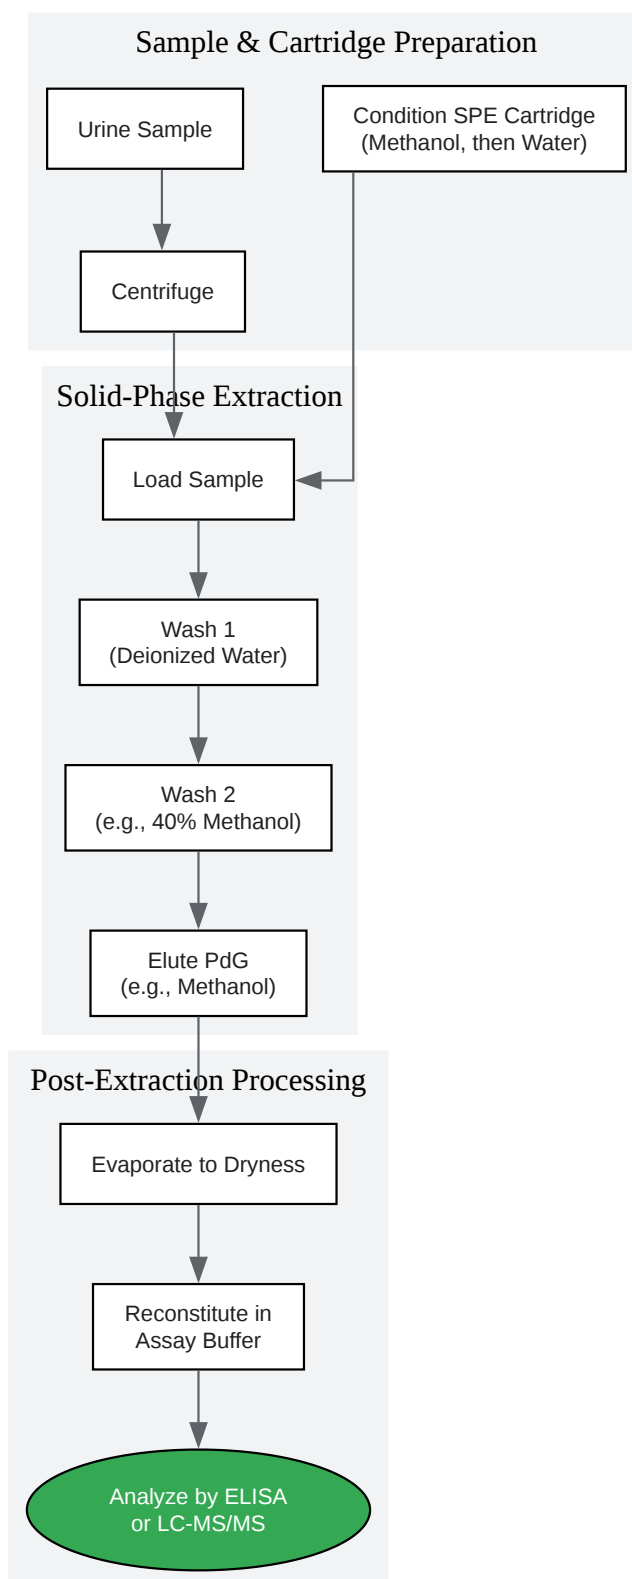 Sample & Cartridge Preparation
Urine Sample
Condition SPE Cartridge
(Methanol, then Water)
Centrifuge
Solid-Phase Extraction
Load Sample
Wash 1
(Deionized Water)
Wash 2
(e.g., 40% Methanol)
Elute PdG
(e.g., Methanol)
Post-Extraction Processing
Evaporate to Dryness
Reconstitute in
Assay Buffer
Analyze by ELISA
or LC-MS/MS